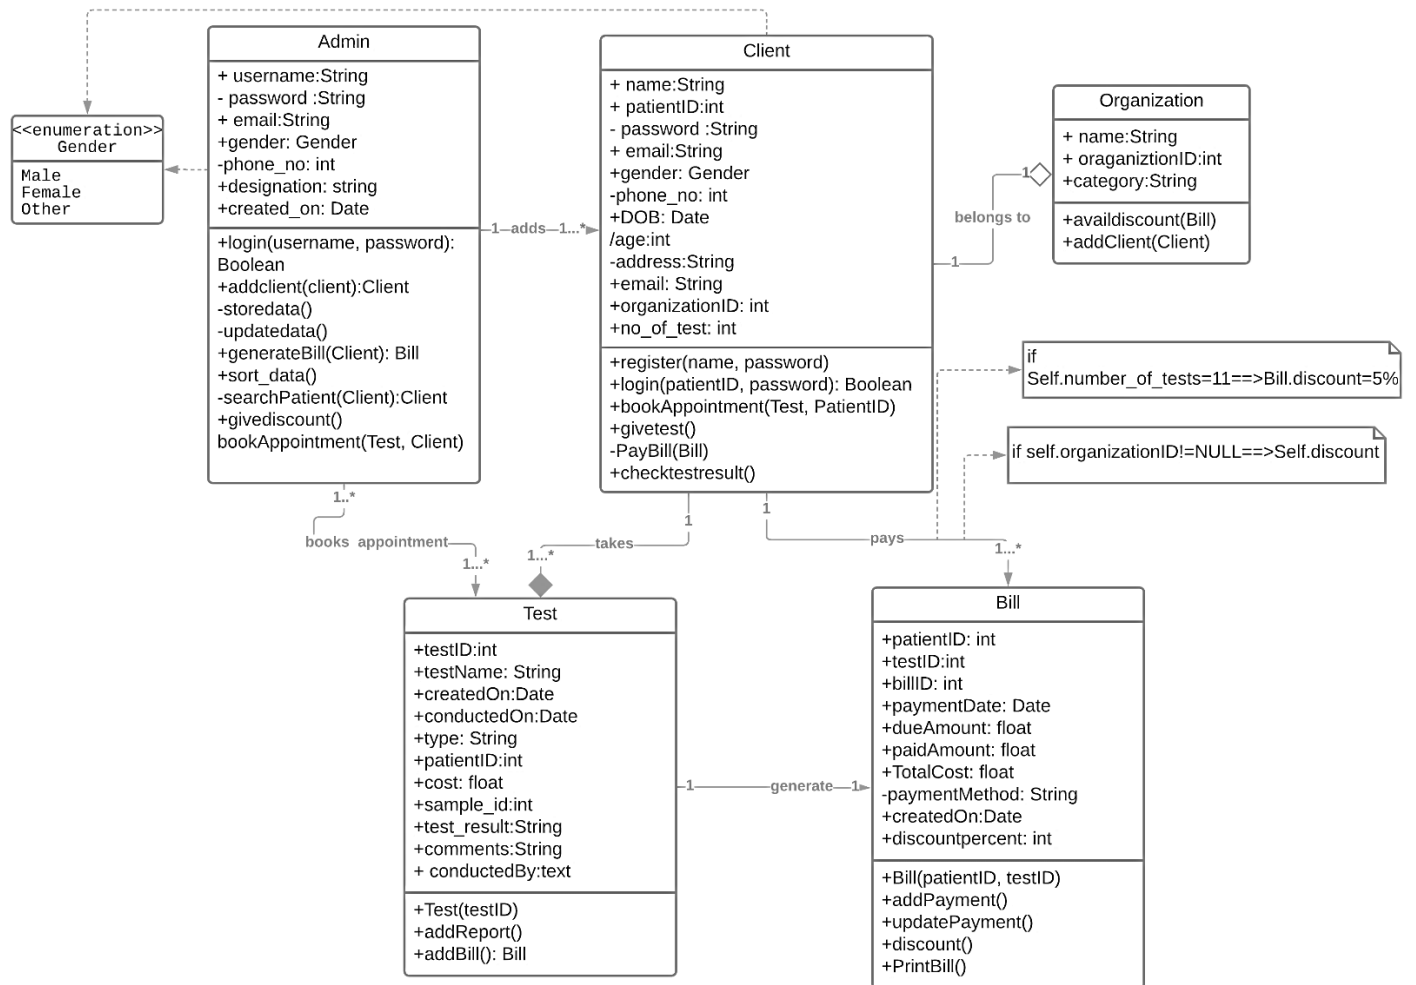 Admin
+ username:String
- password :String
+ email:String
+gender: Gender
-phone_no: int
+designation: string
+created_on: Date
+login(username, password):
Boolean
+addclient(client):Client
-storedata()
-updatedata()
+generateBill(Client): Bill
+sort_data()
-searchPatient(Client):Client
+givediscount()
bookAppointment(Test, Client)
<<enumeration>>
Gender
Male
Female
Other
1 adds 1...*
Client
+ name:String
+ patientID:int
- password :String
+ email:String
+gender: Gender
-phone_no: int
+DOB: Date
/age:int
-address:String
+email: String
+organizationID: int
+no_of_test: int
+register(name, password)
+login(patientID, password): Boolean
+bookAppointment(Test, PatientID)
+givetest()
-PayBill(Bill)
+checktestresult()
Organization
+ name:String
+ oraganiztionID:int
+category:String
+availdiscount(Bill)
+addClient(Client)
1
belongs to
1
if
Self.number_of_tests=11==>Bill.discount=5%
if self.organizationID!=NULL==>Self.discount
1..*
books appointment
1...*
1
takes
1...*
1
pays
1...*
Test
+testID:int
+testName: String
+createdOn:Date
+conductedOn:Date
+type: String
+patientID:int
+cost: float
+sample_id:int
+test_result:String
+comments:String
+ conductedBy:text
+Test(testID)
+addReport()
+addBill(): Bill
1 generate 1
Bill
+patientID: int
+testID:int
+billID: int
+paymentDate: Date
+dueAmount: float
+paidAmount: float
+TotalCost: float
-paymentMethod: String
+createdOn:Date
+discountpercent: int
+Bill(patientID, testID)
+addPayment()
+updatePayment()
+discount()
+PrintBill()